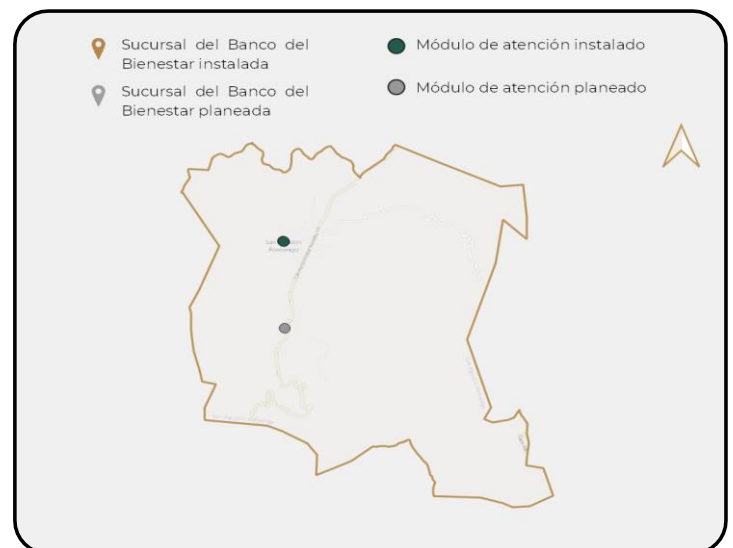 Sucursal del Banco del
Bienestar instalada
Sucursal del Banco del
Bienestar planeada
Módulo de atención instalado
Módulo de atención planeado